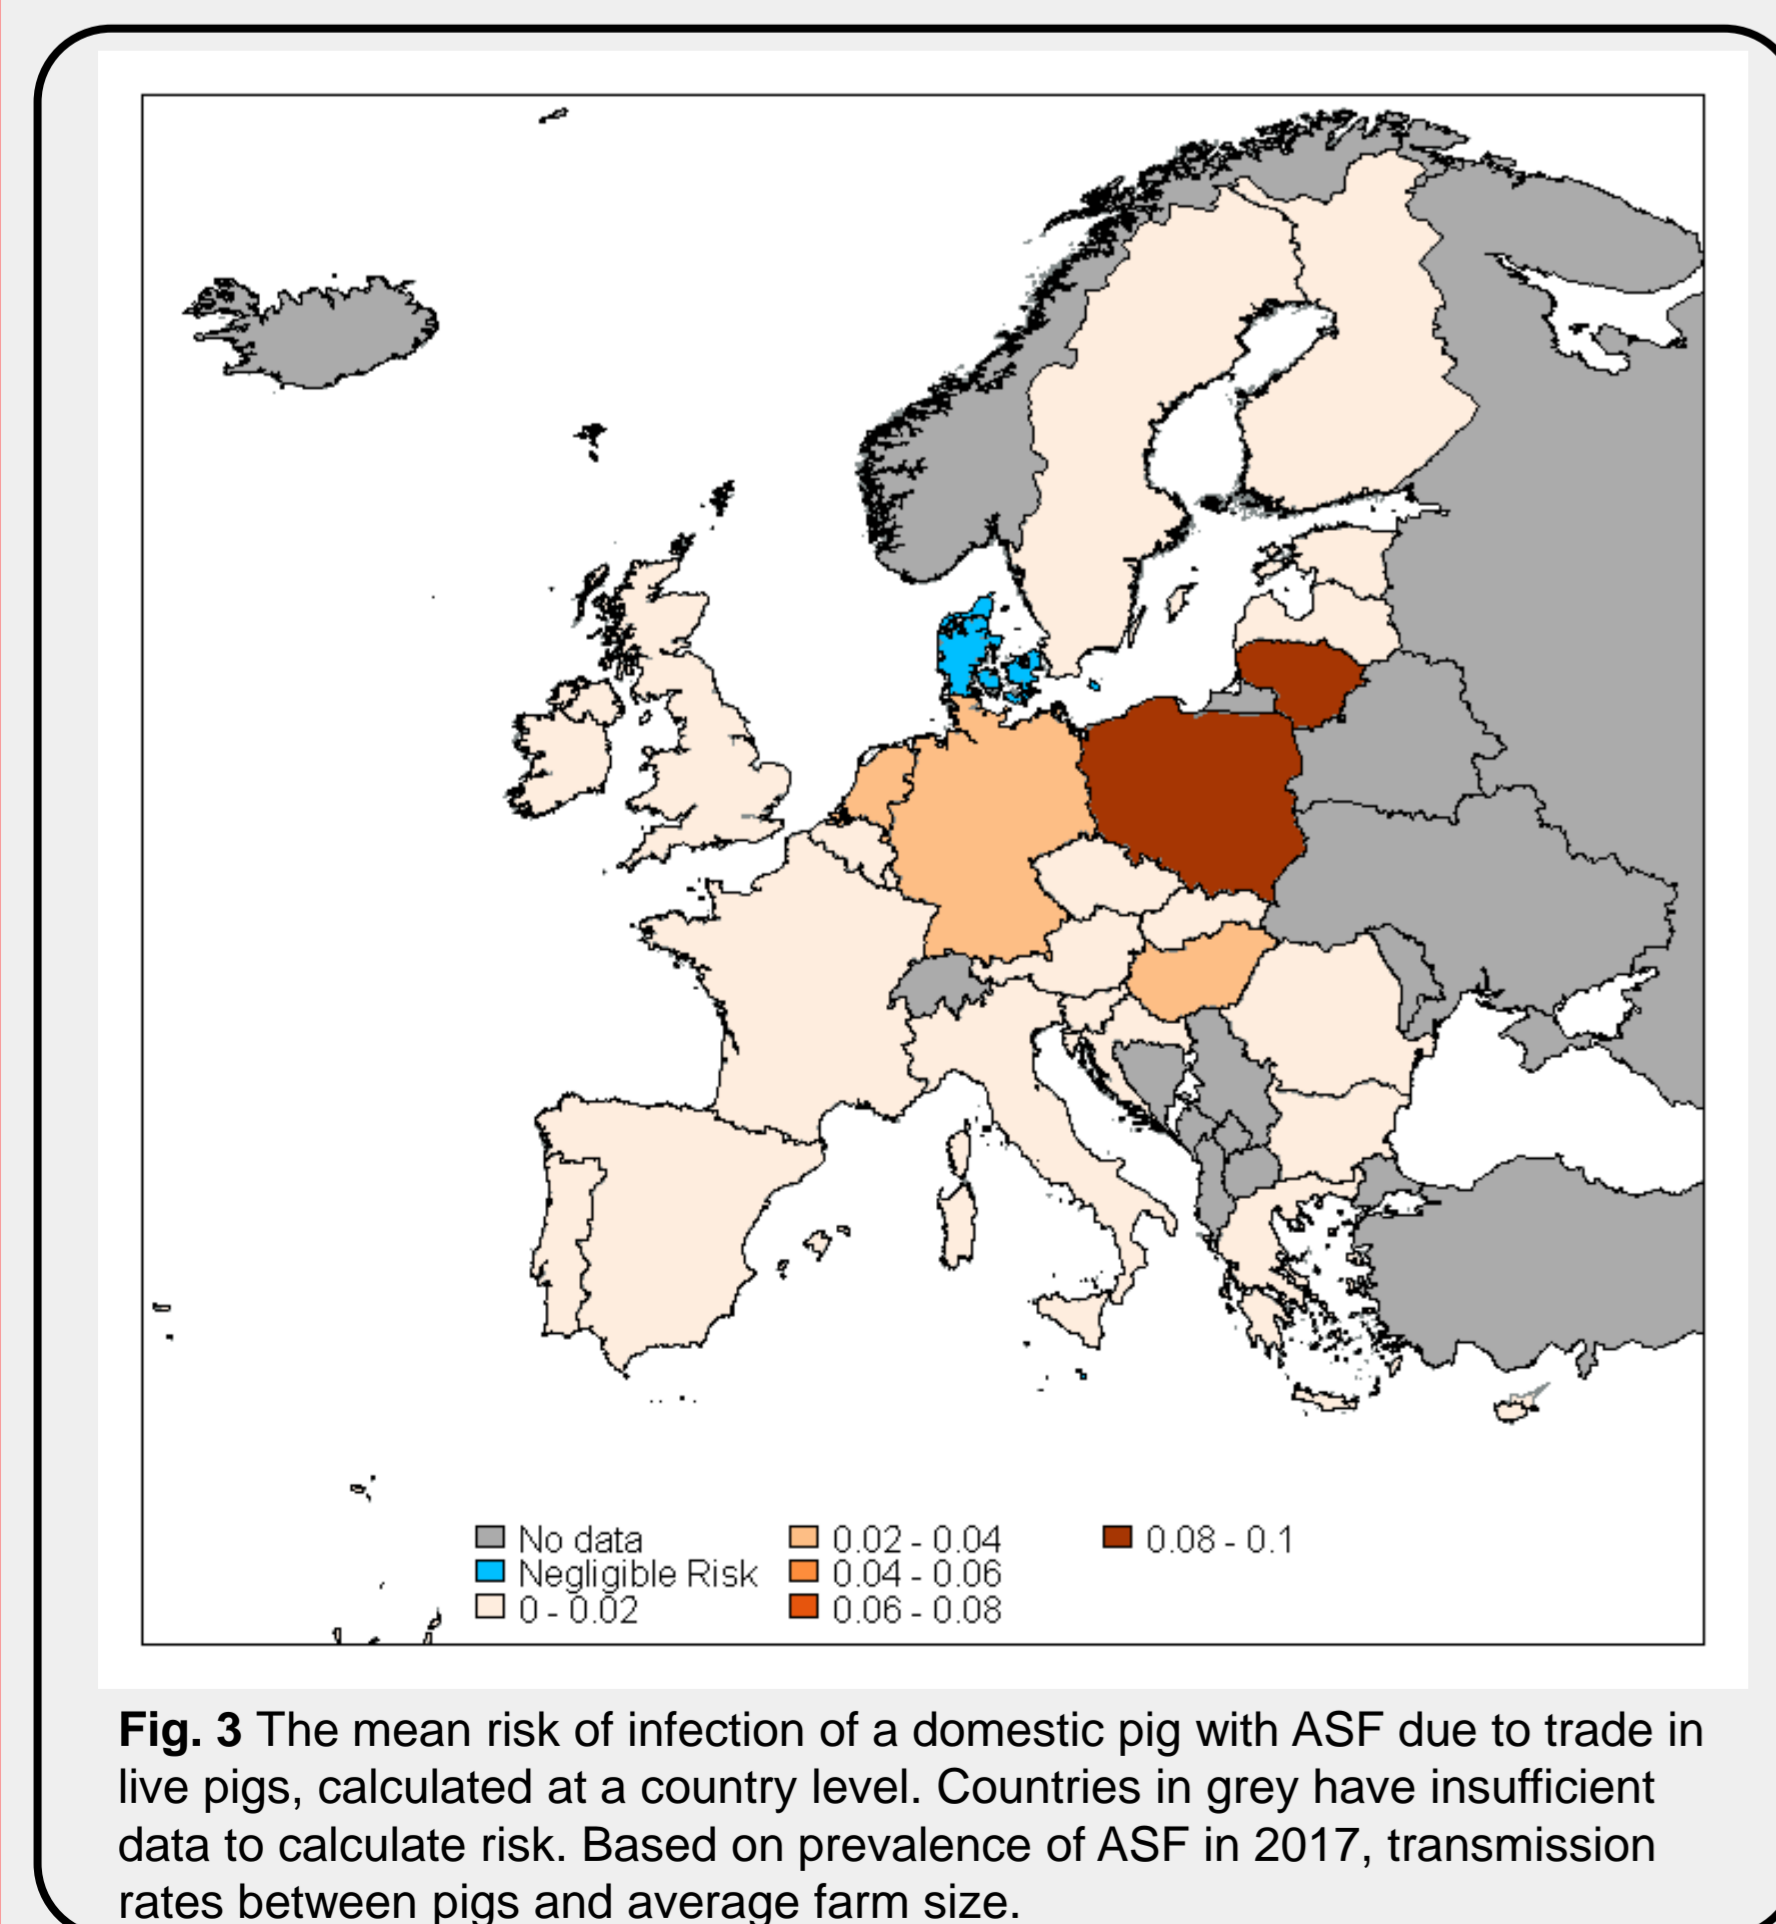 No data
Negligible Risk
0 - 0.02
0.02 - 0.04
0.04 - 0.06
0.06 - 0.08
0.08 - 0.1
Fig. 3 The mean risk of infection of a domestic pig with ASF due to trade in
live pigs, calculated at a country level. Countries in grey have insufficient
data to calculate risk. Based on prevalence of ASF in 2017, transmission
rates between pigs and average farm size.